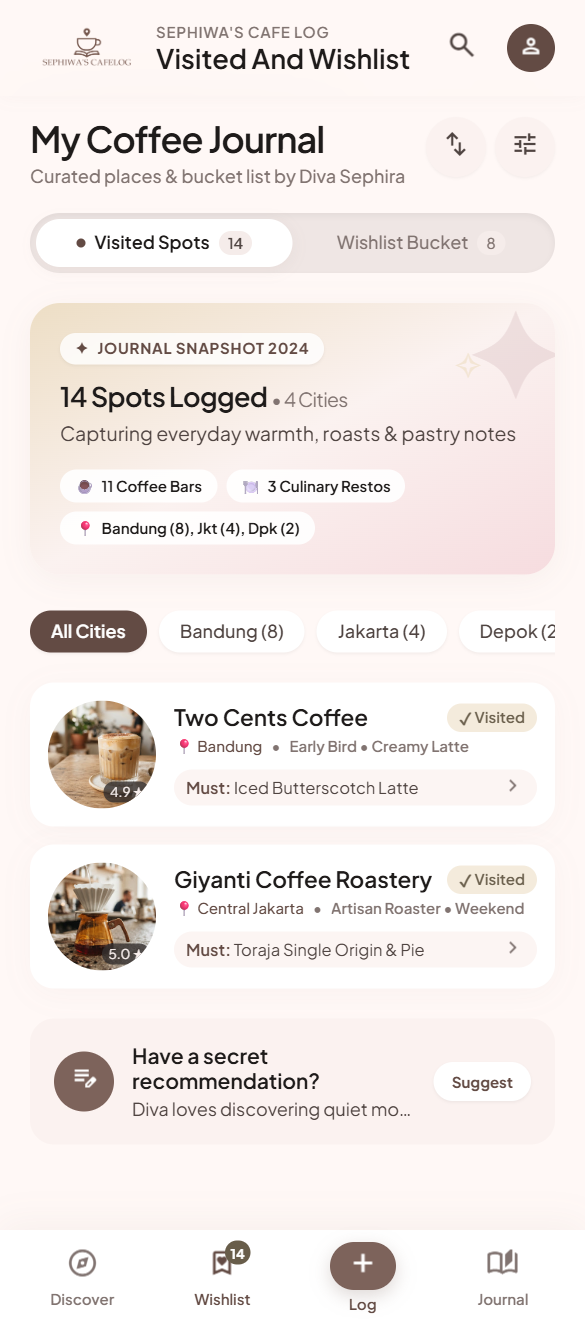 SEPHIWA'S CAFELOG
SEPHIWA'S CAFE LOG
Visited And Wishlist
My Coffee Journal
Curated places & bucket list by Diva Sephira
Visited Spots 14
Wishlist Bucket 8
✦ JOURNAL SNAPSHOT 2024
14 Spots Logged • 4 Cities
Capturing everyday warmth, roasts & pastry notes
11 Coffee Bars
3 Culinary Restos
Bandung (8), Jkt (4), Dpk (2)
All Cities
Bandung (8)
Jakarta (4)
Depok (2
Two Cents Coffee
✓ Visited
Bandung • Early Bird • Creamy Latte
4.9 ★
Must: Iced Butterscotch Latte
Giyanti Coffee Roastery
✓ Visited
Central Jakarta • Artisan Roaster • Weekend
5.0 ★
Must: Toraja Single Origin & Pie
Have a secret
recommendation?
Diva loves discovering quiet mo...
Suggest
14
Discover
Wishlist
Log
Journal